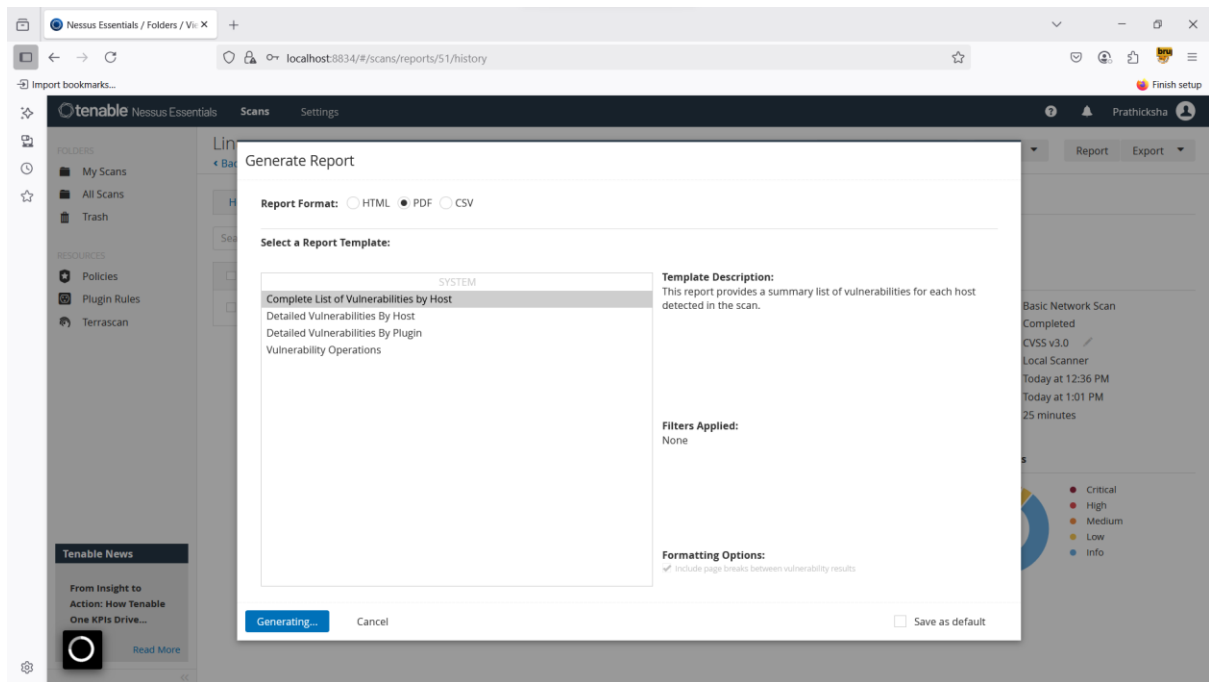 Nessus Essentials / Folders / Vie
localhost:8834/#/scans/reports/51/history
Import bookmarks...
Finish setup
tenable Nessus Essentials
Scans
Settings
Prathicksha
FOLDERS
My Scans
All Scans
Trash
RESOURCES
Policies
Plugin Rules
Terrascan
Tenable News
From Insight to
Action: How Tenable
One KPIs Drive...
Read More
Lin
Bac
H
Sea
Report
Export
Generate Report
Report Format: HTML PDF CSV
Select a Report Template:
SYSTEM
Complete List of Vulnerabilities by Host
Detailed Vulnerabilities By Host
Detailed Vulnerabilities By Plugin
Vulnerability Operations
Template Description:
This report provides a summary list of vulnerabilities for each host
detected in the scan.
Filters Applied:
None
Formatting Options:
Include page breaks between vulnerability results
Generating...
Cancel
Save as default
Basic Network Scan
Completed
CVSS v3.0
Local Scanner
Today at 12:36 PM
Today at 1:01 PM
25 minutes
s
Critical
High
Medium
Low
Info